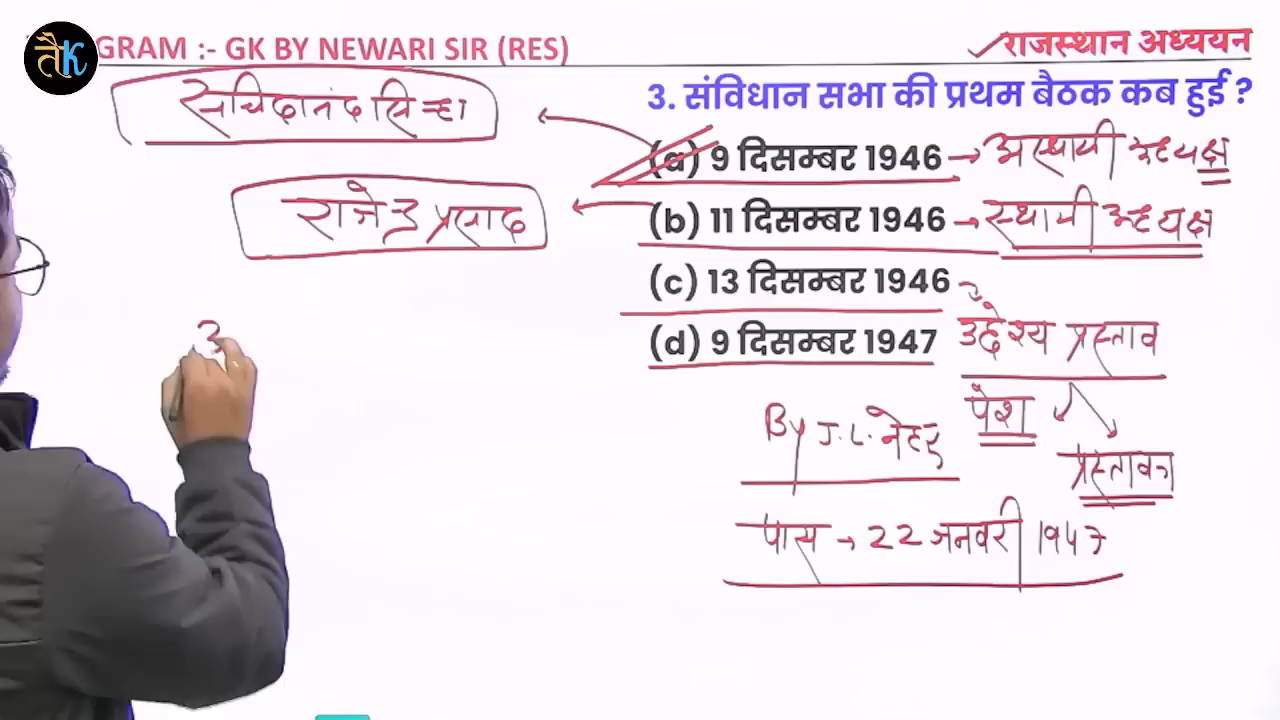 तैK GRAM :- GK BY NEWARI SIR (RES)
राजस्थान अध्ययन
3. संविधान सभा की प्रथम बैठक कब हुई ?
सच्चिदानंद सिन्हा
(a) 9 दिसम्बर 1946 → अस्थायी अध्यक्ष
राजेन्द्र प्रसाद
(b) 11 दिसम्बर 1946 → स्थायी अध्यक्ष
(c) 13 दिसम्बर 1946
उद्देश्य प्रस्ताव
(d) 9 दिसम्बर 1947
पेश
By J.L. नेहरू
प्रस्तावना
पास → 22 जनवरी 1947
3